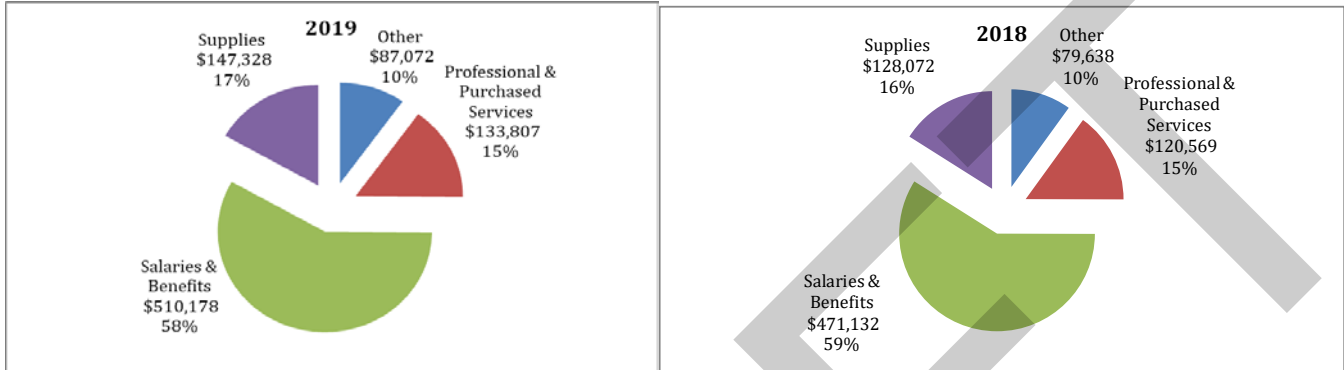 2019
Supplies
$147,328
17%
Other
$87,072
10%
Professional &
Purchased
Services
$133,807
15%
Salaries &
Benefits
$510,178
58%
2018
Supplies
$128,072
16%
Other
$79,638
10%
Professional &
Purchased
Services
$120,569
15%
Salaries &
Benefits
$471,132
59%